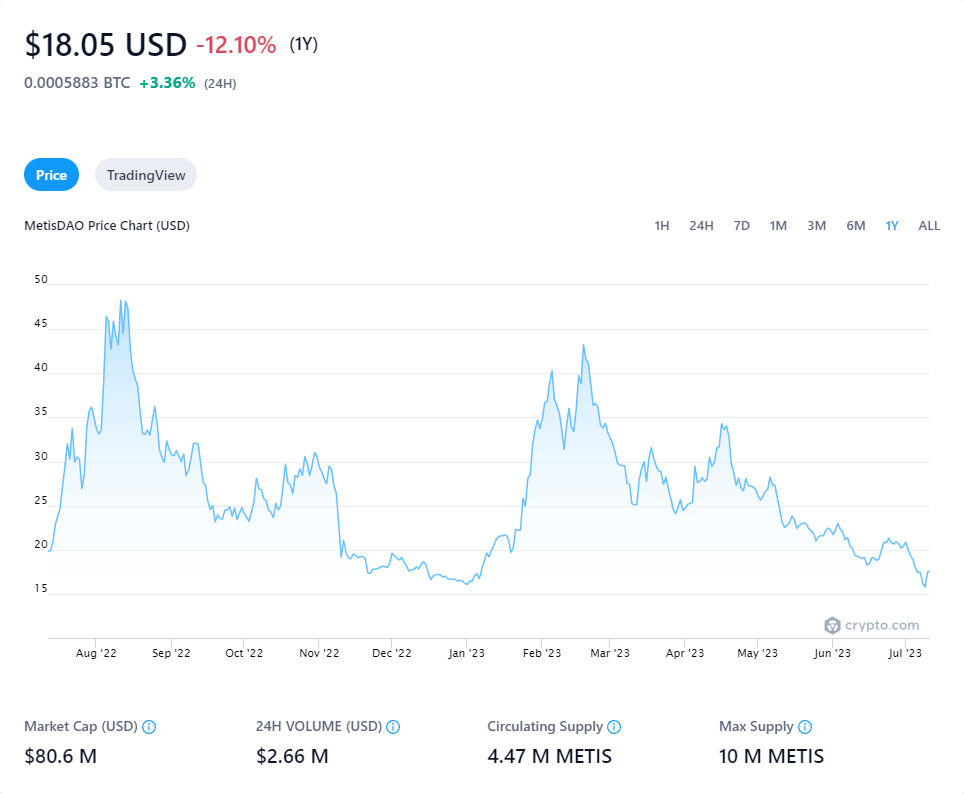 $18.05 USD -12.10% (1Y)
0.0005883 BTC +3.36% (24H)
Price TradingView
MetisDAO Price Chart (USD) 1H 24H 7D 1M 3M 6M 1Y ALL
50
45
40
35
30
25
20
15
crypto.com
Aug '22 Sep '22 Oct '22 Nov '22 Dec '22 Jan '23 Feb '23 Mar '23 Apr '23 May '23 Jun '23 Jul '23
Market Cap (USD) 24H VOLUME (USD) Circulating Supply Max Supply
$80.6 M $2.66 M 4.47 M METIS 10 M METIS